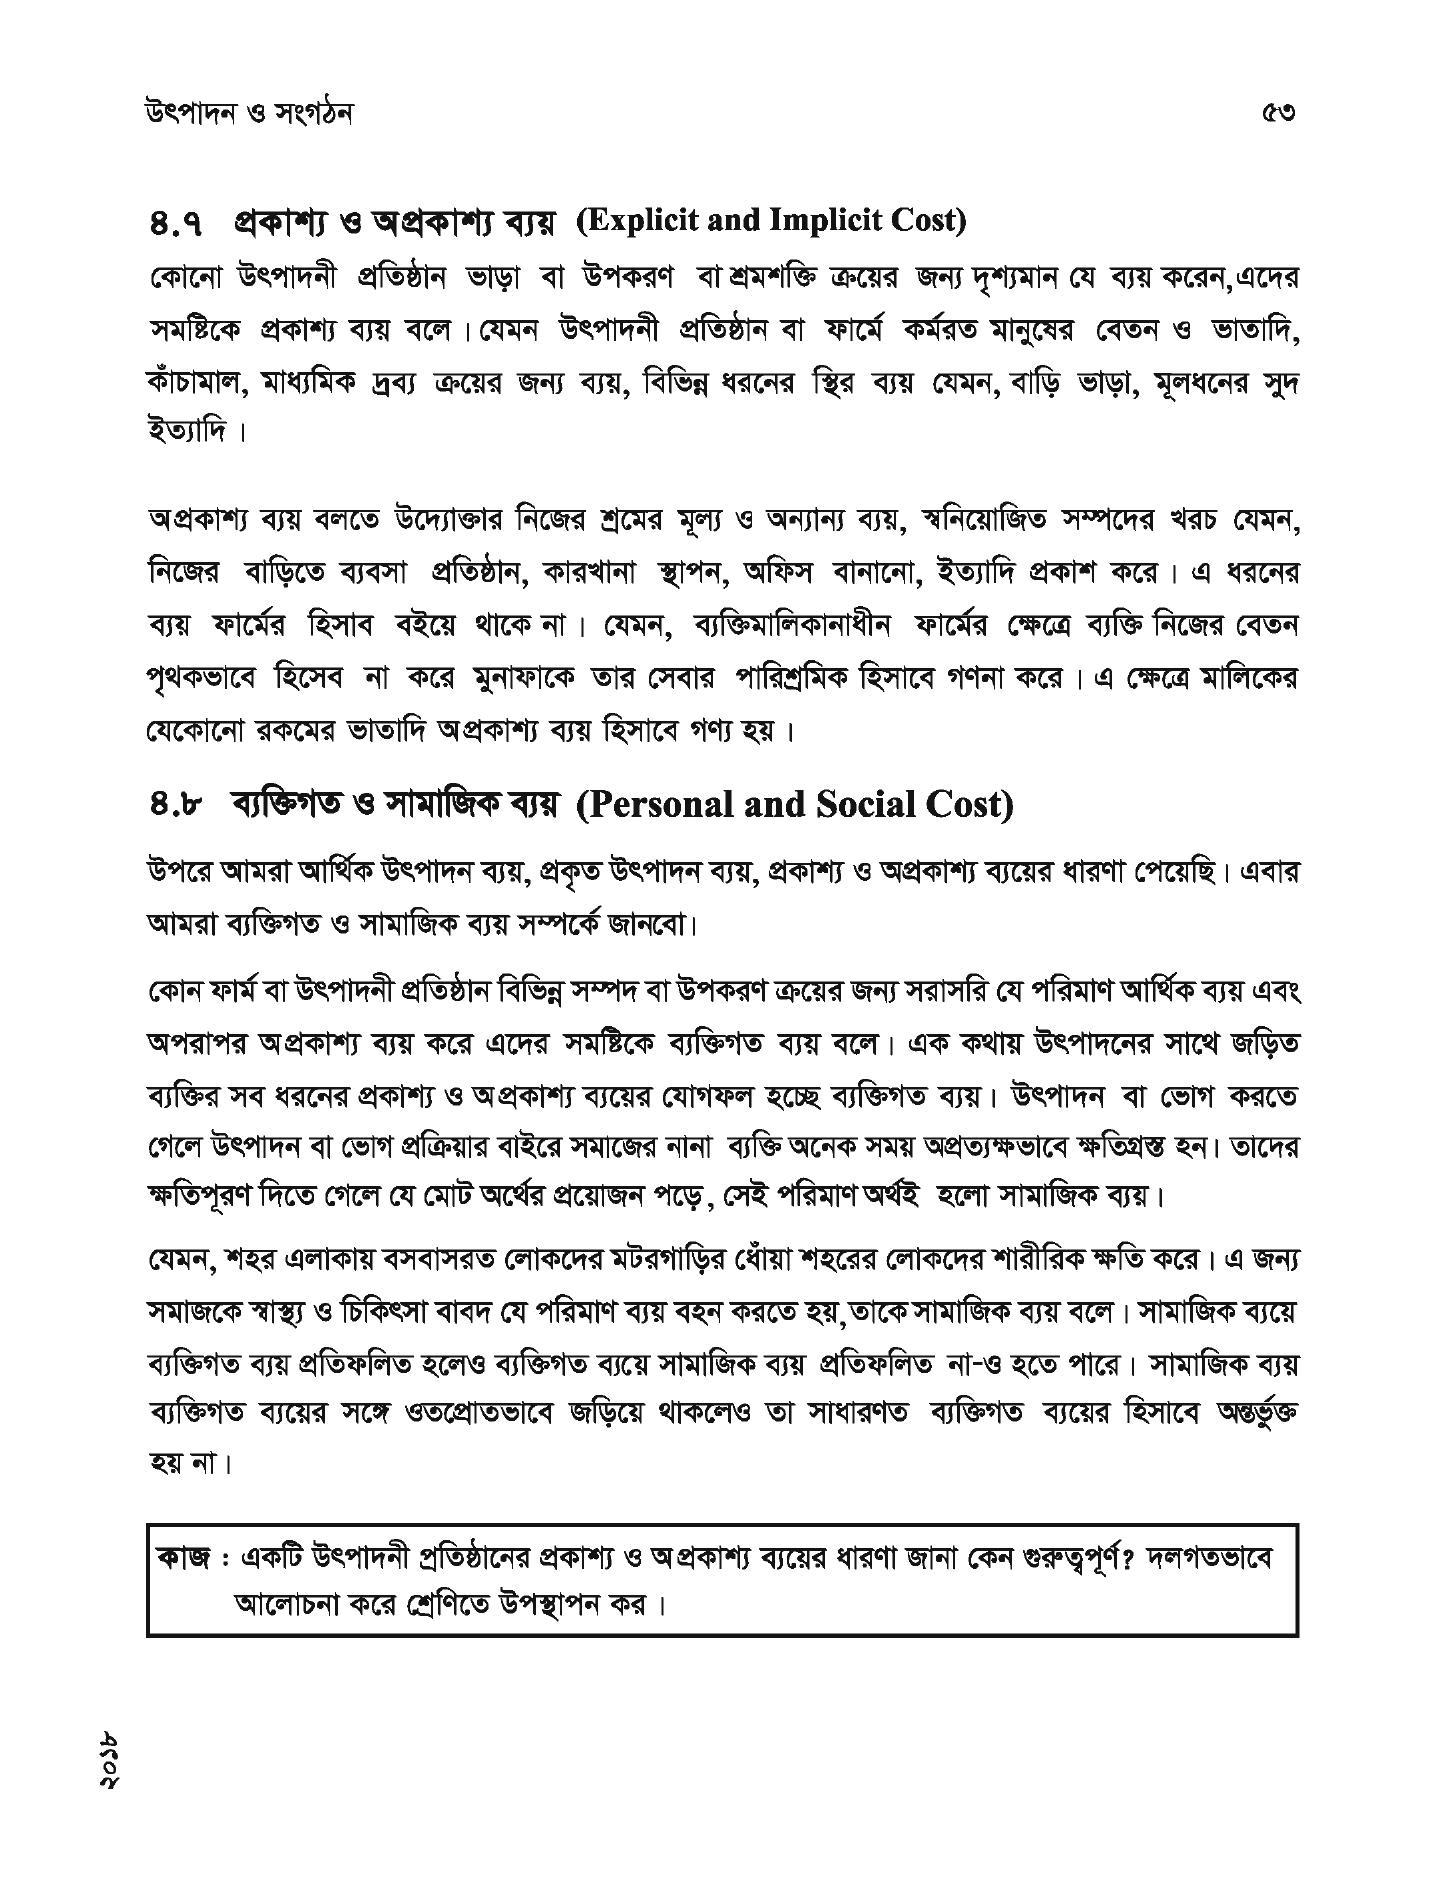 উৎপাদন ও সংগঠন ৫৩
৪.৭ প্রকাশ্য ও অপ্রকাশ্য ব্যয় (Explicit and Implicit Cost)
কোনো উৎপাদনী প্রতিষ্ঠান ভাড়া বা উপকরণ বা শ্রমশক্তি ক্রয়ের জন্য দৃশ্যমান যে ব্যয় করেন,এদের
সমষ্টিকে প্রকাশ্য ব্যয় বলে। যেমন উৎপাদনী প্রতিষ্ঠান বা ফার্মে কর্মরত মানুষের বেতন ও ভাতাদি,
কাঁচামাল, মাধ্যমিক দ্রব্য ক্রয়ের জন্য ব্যয়, বিভিন্ন ধরনের স্থির ব্যয় যেমন, বাড়ি ভাড়া, মূলধনের সুদ
ইত্যাদি।
অপ্রকাশ্য ব্যয় বলতে উদ্যোক্তার নিজের শ্রমের মূল্য ও অন্যান্য ব্যয়, স্বনিয়োজিত সম্পদের খরচ যেমন,
নিজের বাড়িতে ব্যবসা প্রতিষ্ঠান, কারখানা স্থাপন, অফিস বানানো, ইত্যাদি প্রকাশ করে। এ ধরনের
ব্যয় ফার্মের হিসাব বইয়ে থাকে না। যেমন, ব্যক্তিমালিকানাধীন ফার্মের ক্ষেত্রে ব্যক্তি নিজের বেতন
পৃথকভাবে হিসেব না করে মুনাফাকে তার সেবার পারিশ্রমিক হিসাবে গণনা করে। এ ক্ষেত্রে মালিকের
যেকোনো রকমের ভাতাদি অপ্রকাশ্য ব্যয় হিসাবে গণ্য হয়।
৪.৮ ব্যক্তিগত ও সামাজিক ব্যয় (Personal and Social Cost)
উপরে আমরা আর্থিক উৎপাদন ব্যয়, প্রকৃত উৎপাদন ব্যয়, প্রকাশ্য ও অপ্রকাশ্য ব্যয়ের ধারণা পেয়েছি। এবার
আমরা ব্যক্তিগত ও সামাজিক ব্যয় সম্পর্কে জানবো।
কোন ফার্ম বা উৎপাদনী প্রতিষ্ঠান বিভিন্ন সম্পদ বা উপকরণ ক্রয়ের জন্য সরাসরি যে পরিমাণ আর্থিক ব্যয় এবং
অপরাপর অপ্রকাশ্য ব্যয় করে এদের সমষ্টিকে ব্যক্তিগত ব্যয় বলে। এক কথায় উৎপাদনের সাথে জড়িত
ব্যক্তির সব ধরনের প্রকাশ্য ও অপ্রকাশ্য ব্যয়ের যোগফল হচ্ছে ব্যক্তিগত ব্যয়। উৎপাদন বা ভোগ করতে
গেলে উৎপাদন বা ভোগ প্রক্রিয়ার বাইরে সমাজের নানা ব্যক্তি অনেক সময় অপ্রত্যক্ষভাবে ক্ষতিগ্রস্ত হন। তাদের
ক্ষতিপূরণ দিতে গেলে যে মোট অর্থের প্রয়োজন পড়ে, সেই পরিমাণ অর্থই হলো সামাজিক ব্যয়।
যেমন, শহর এলাকায় বসবাসরত লোকদের মটরগাড়ির ধোঁয়া শহরের লোকদের শারীরিক ক্ষতি করে। এ জন্য
সমাজকে স্বাস্থ্য ও চিকিৎসা বাবদ যে পরিমাণ ব্যয় বহন করতে হয়,তাকে সামাজিক ব্যয় বলে। সামাজিক ব্যয়ে
ব্যক্তিগত ব্যয় প্রতিফলিত হলেও ব্যক্তিগত ব্যয়ে সামাজিক ব্যয় প্রতিফলিত না-ও হতে পারে। সামাজিক ব্যয়
ব্যক্তিগত ব্যয়ের সঙ্গে ওতপ্রোতভাবে জড়িয়ে থাকলেও তা সাধারণত ব্যক্তিগত ব্যয়ের হিসাবে অন্তর্ভুক্ত
হয় না।
কাজ : একটি উৎপাদনী প্রতিষ্ঠানের প্রকাশ্য ও অপ্রকাশ্য ব্যয়ের ধারণা জানা কেন গুরুত্বপূর্ণ? দলগতভাবে
আলোচনা করে শ্রেণিতে উপস্থাপন কর।
২০১৮